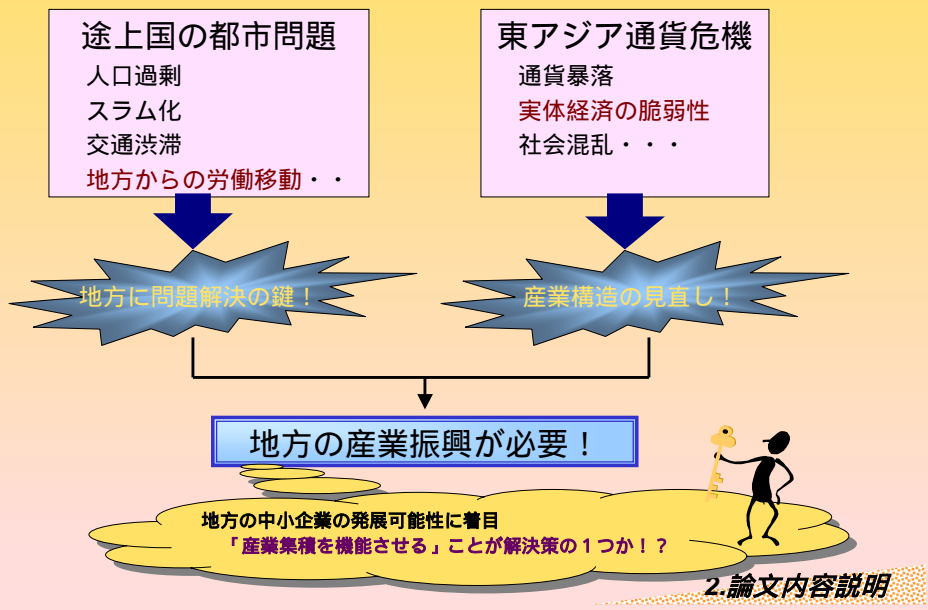 途上国の都市問題
人口過剰
スラム化
交通渋滞
地方からの労働移動・・
東アジア通貨危機
通貨暴落
実体経済の脆弱性
社会混乱・・・
地方に問題解決の鍵！
産業構造の見直し！
地方の産業振興が必要！
地方の中小企業の発展可能性に着目
「産業集積を機能させる」ことが解決策の１つか！？
2.論文内容説明